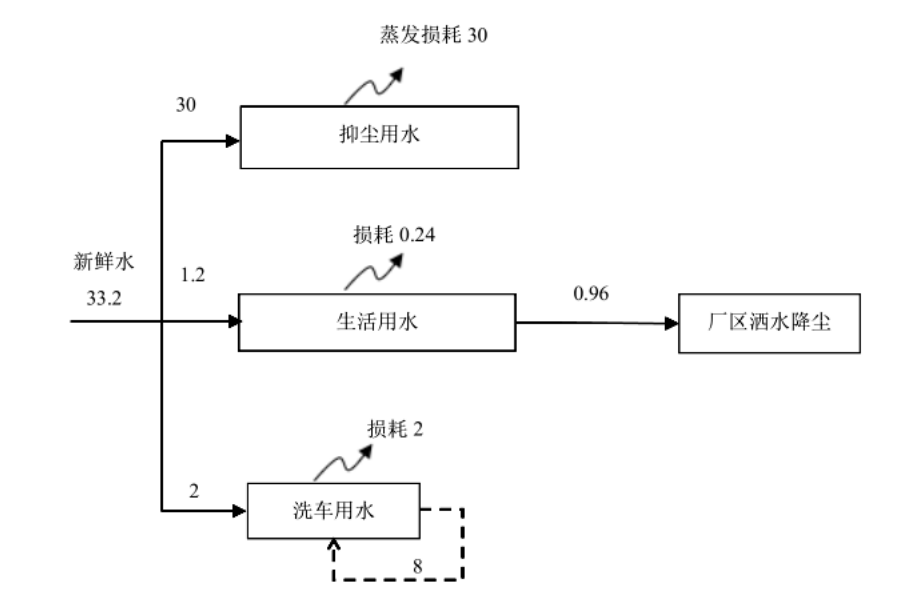 蒸发损耗 30
30
抑尘用水
损耗 0.24
新鲜水
33.2
1.2
生活用水
0.96
厂区洒水降尘
损耗 2
2
洗车用水
8